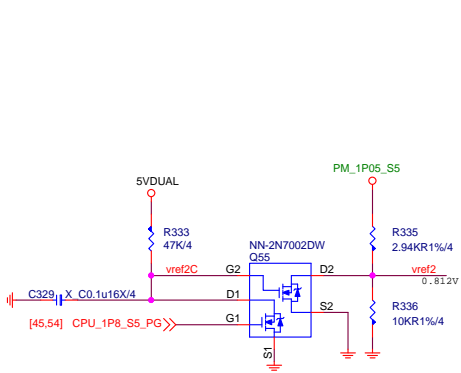 PM_1P05_S5
5VDUAL
R333
47K/4
R335
2.94KR1%/4
NN-2N7002DW
Q55
vref2C
G2
D2
vref2
0.812V
C329
X_C0.1u16X/4
D1
S2
R336
10KR1%/4
[45,54] CPU_1P8_S5_PG
G1
S1